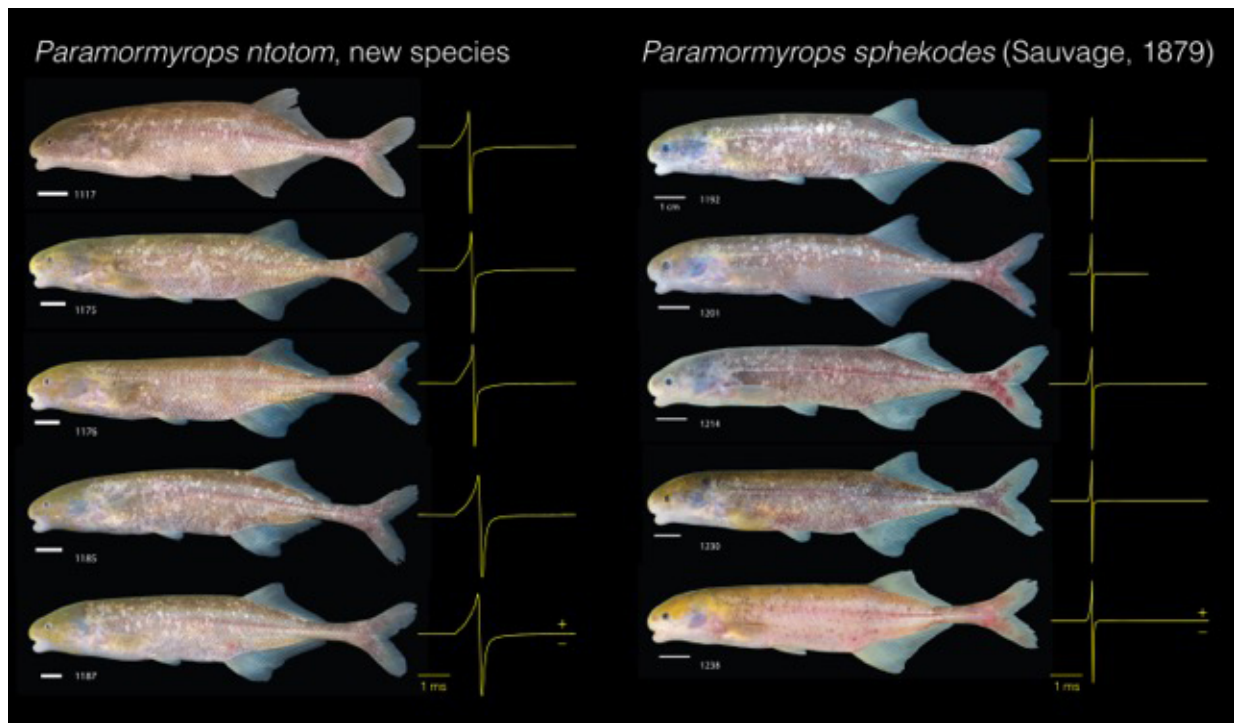 Paramormyrops ntotom, new species
1117
1175
1176
1185
1187
+
−
1 ms
Paramormyrops sphekodes (Sauvage, 1879)
1 cm
1192
1201
1214
1230
1238
+
−
1 ms